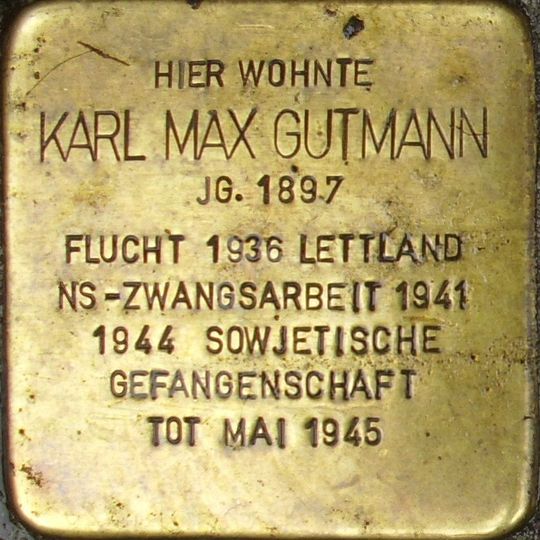 HIER WOHNTE
KARL MAX GUTMANN
JG. 1897
FLUCHT 1936 LETTLAND
NS-ZWANGSARBEIT 1941
1944 SOWJETISCHE
GEFANGENSCHAFT
TOT MAI 1945